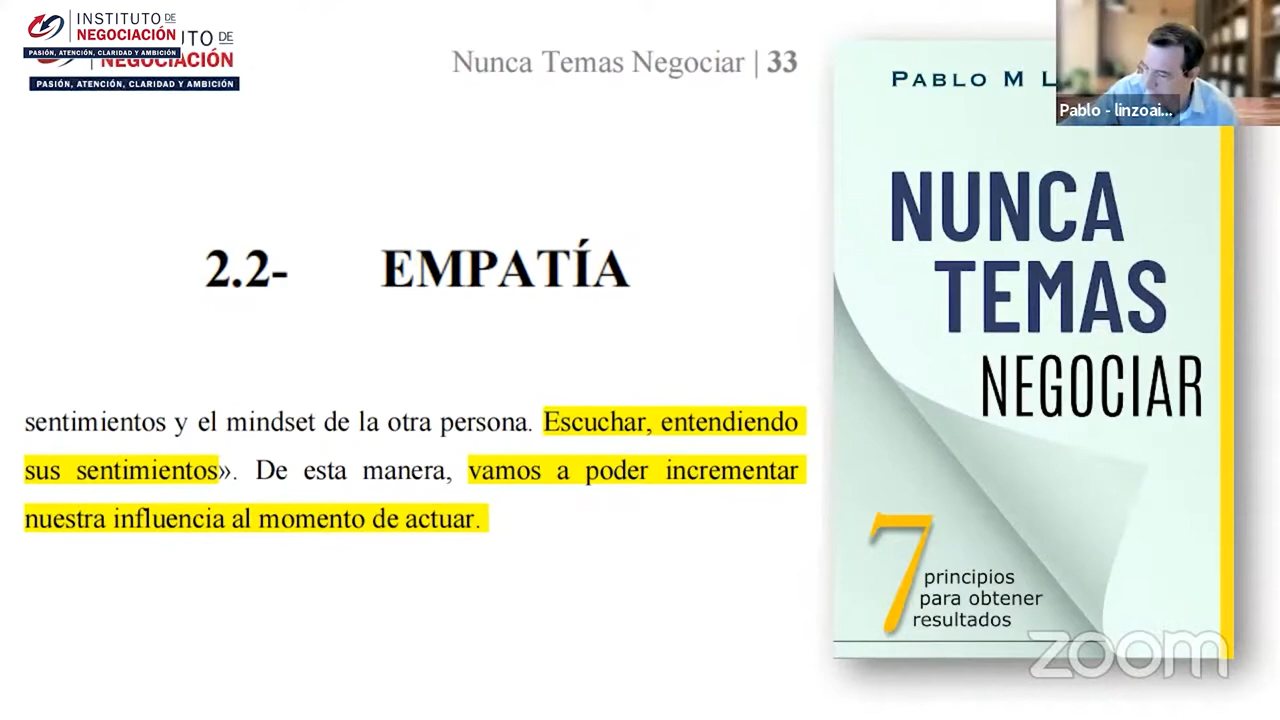 INSTITUTO DE
NEGOCIACIÓN
PASIÓN, ATENCIÓN, CLARIDAD Y AMBICIÓN
TO DE
NEGOCIACIÓN
PASIÓN, ATENCIÓN, CLARIDAD Y AMBICIÓN
Nunca Temas Negociar | 33
2.2- EMPATÍA
sentimientos y el mindset de la otra persona. Escuchar, entendiendo
sus sentimientos». De esta manera, vamos a poder incrementar
nuestra influencia al momento de actuar.
PABLO M L
Pablo - linzoai...
NUNCA
TEMAS
NEGOCIAR
7 principios
para obtener
resultados
zoom